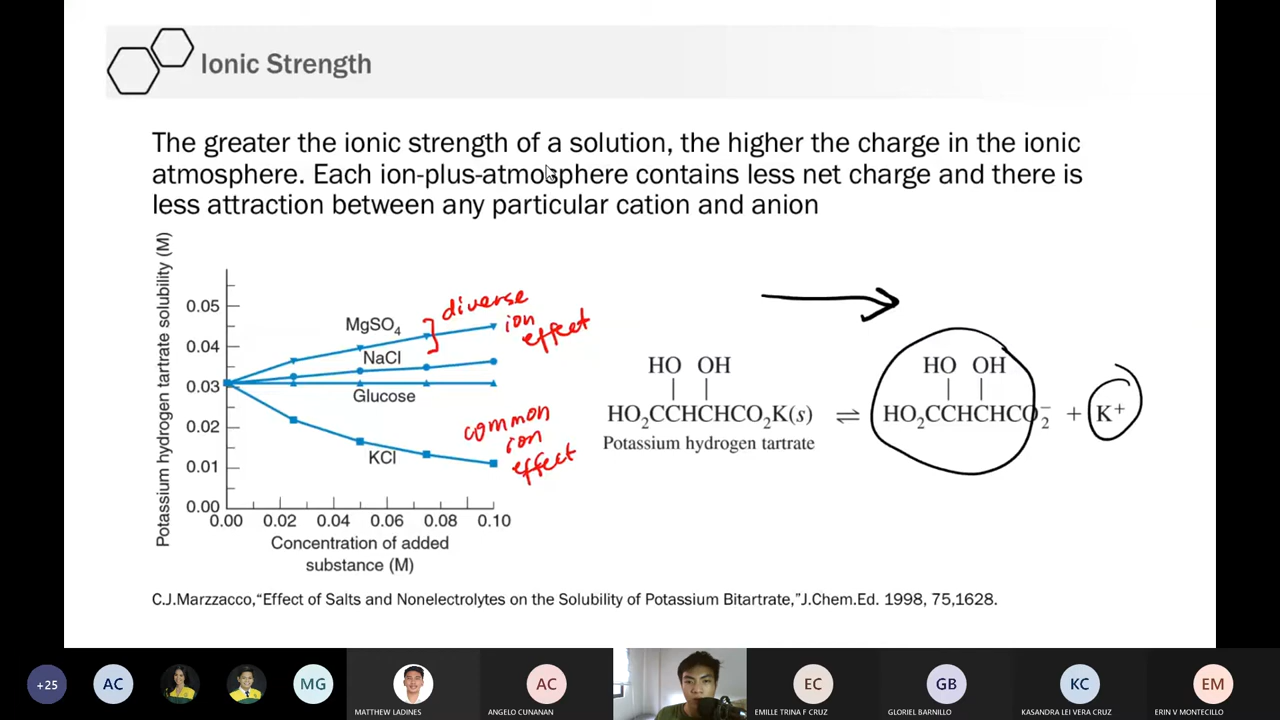 Ionic Strength
The greater the ionic strength of a solution, the higher the charge in the ionic
atmosphere. Each ion-plus-atmosphere contains less net charge and there is
less attraction between any particular cation and anion
Potassium hydrogen tartrate solubility (M)
0.05
0.04
0.03
0.02
0.01
0.00
MgSO₄
NaCl
Glucose
KCl
diverse
ion
effect
common
ion
effect
0.00 0.02 0.04 0.06 0.08 0.10
Concentration of added
substance (M)
HO OH
HO₂CCHCHCO₂K(s)
Potassium hydrogen tartrate
⇌
HO OH
HO₂CCHCHCO₂⁻ + K⁺
C.J.Marzzacco,“Effect of Salts and Nonelectrolytes on the Solubility of Potassium Bitartrate,”J.Chem.Ed. 1998, 75,1628.
+25
AC
MG
MATTHEW LADINES
AC
ANGELO CUNANAN
EC
EMILLE TRINA F CRUZ
GB
GLORIEL BARNILLO
KC
KASANDRA LEI VERA CRUZ
EM
ERIN V MONTECILLO